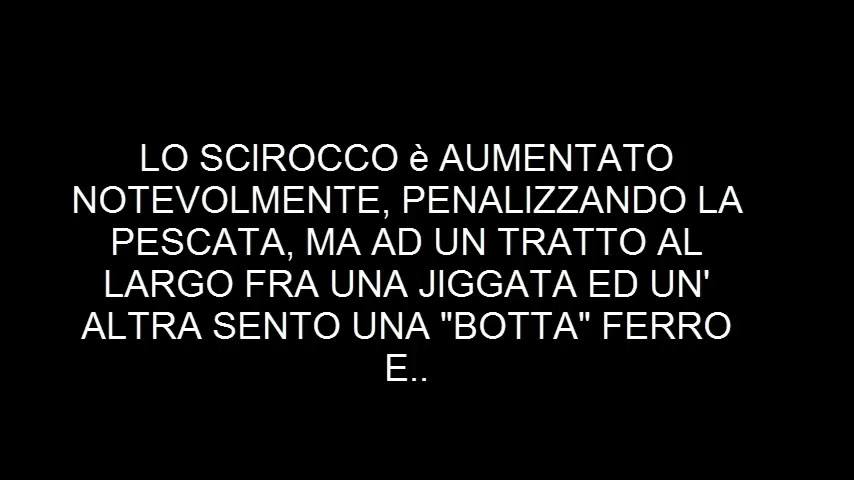 LO SCIROCCO è AUMENTATO
NOTEVOLMENTE, PENALIZZANDO LA
PESCATA, MA AD UN TRATTO AL
LARGO FRA UNA JIGGATA ED UN'
ALTRA SENTO UNA "BOTTA" FERRO
E..